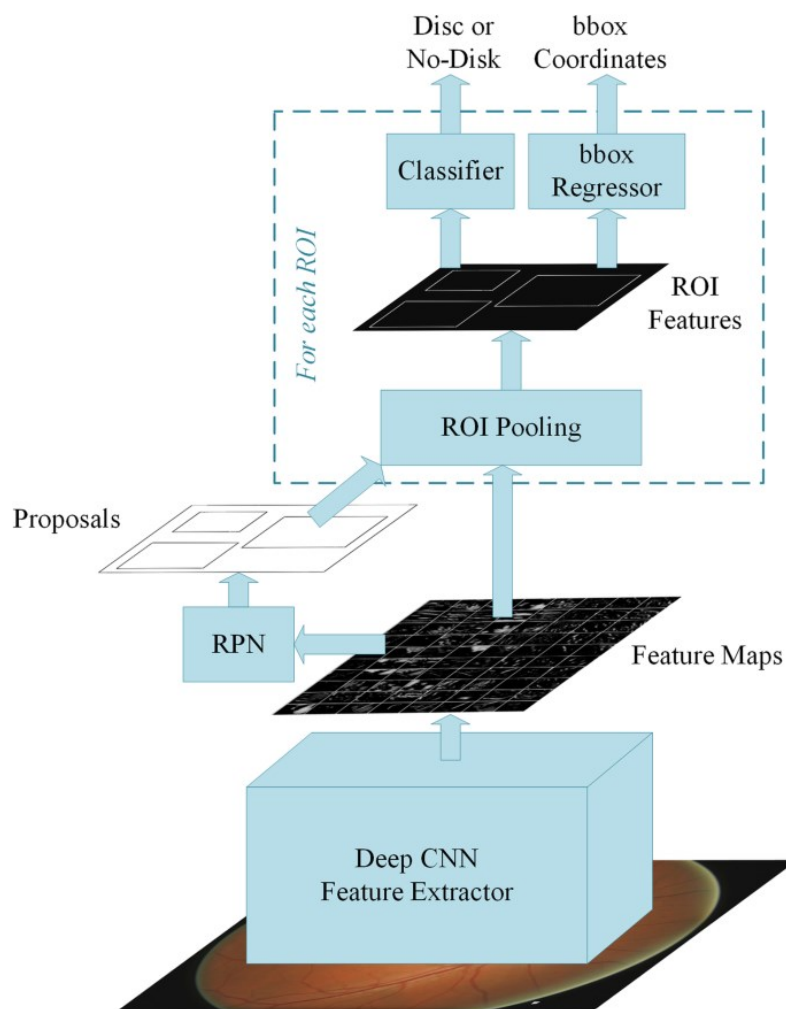 Disc or
No-Disk
bbox
Coordinates
Classifier
bbox
Regressor
For each ROI
ROI
Features
ROI Pooling
Proposals
RPN
Feature Maps
Deep CNN
Feature Extractor